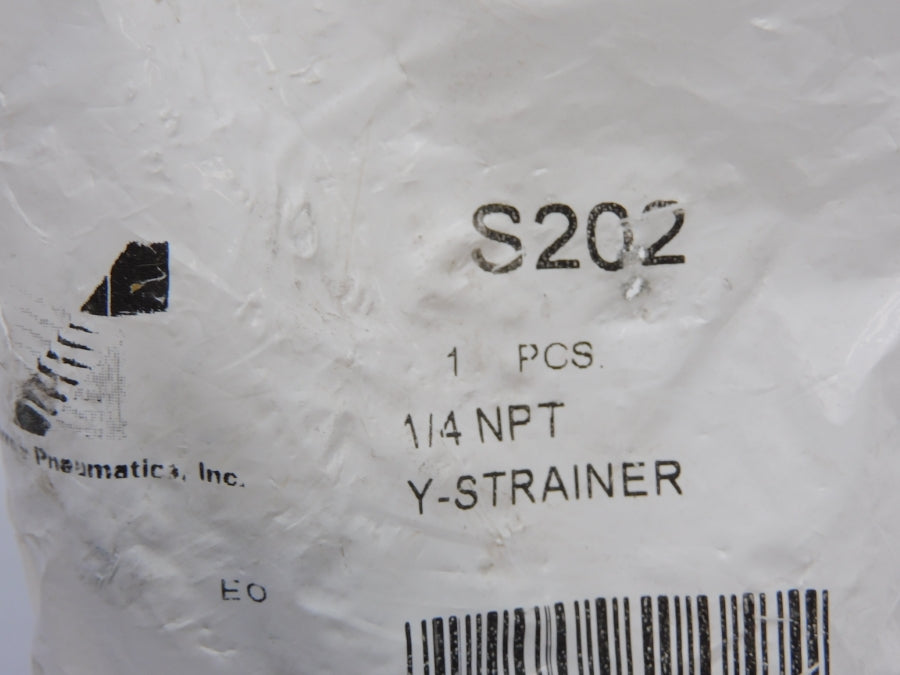 S202
1 PCS.
1/4 NPT
Y-STRAINER
Pneumatics, Inc.
EO